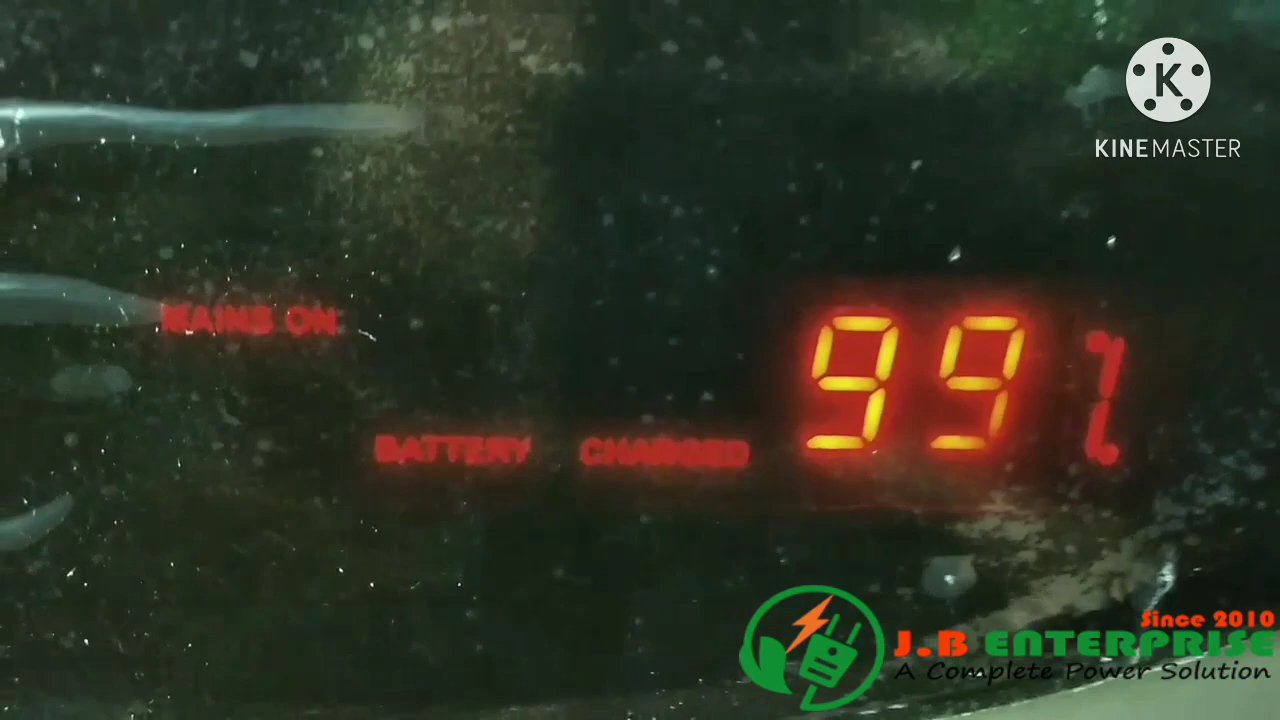 K
KINEMASTER
MAINS ON
99%
BATTERY CHARGED
Since 2010
J.B ENTERPRISE
A Complete Power Solution